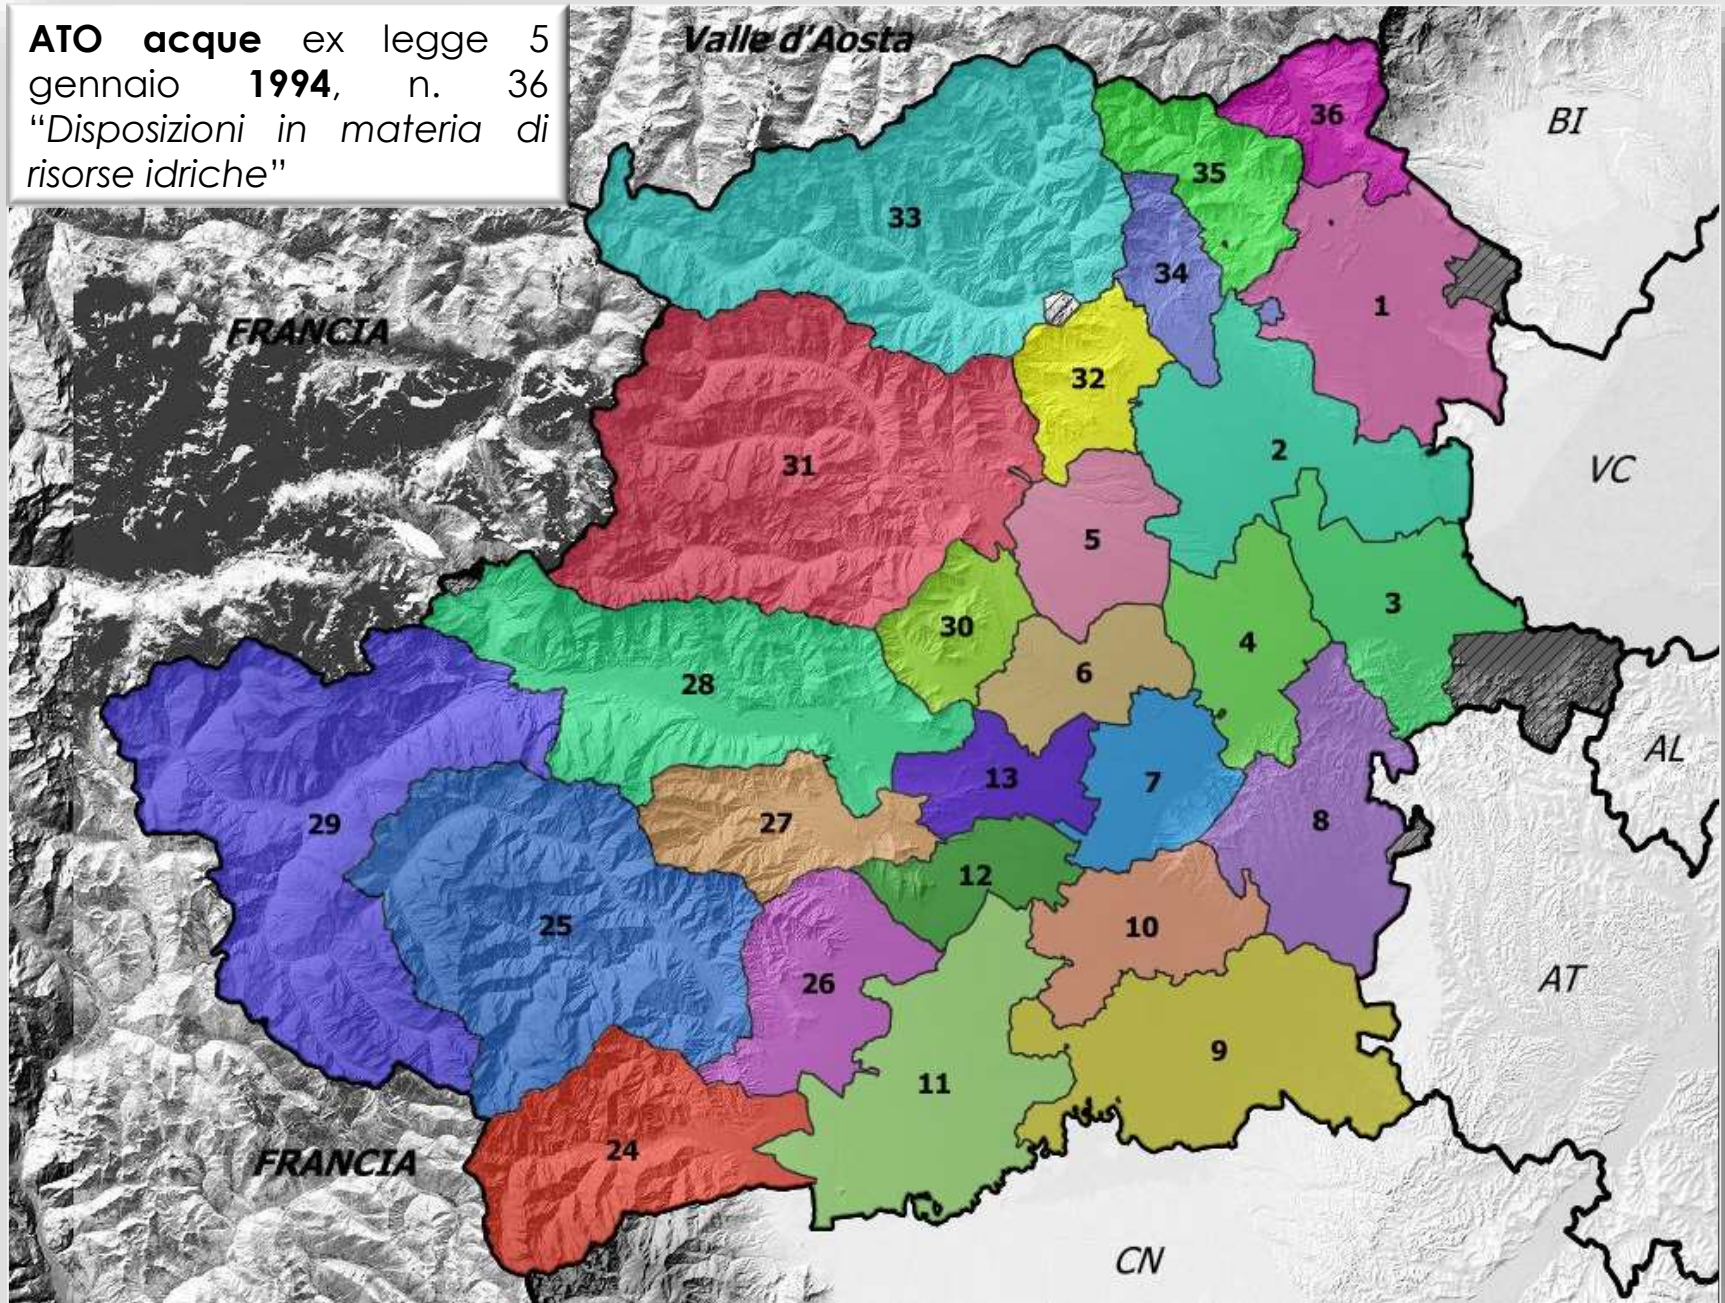 ATO acque ex legge 5
gennaio 1994, n. 36
“Disposizioni in materia di
risorse idriche”
Valle d'Aosta
36
BI
35
33
34
1
FRANCIA
32
2
31
VC
5
3
30
4
6
28
AL
13
7
29
27
8
12
25
10
26
AT
9
11
24
FRANCIA
CN